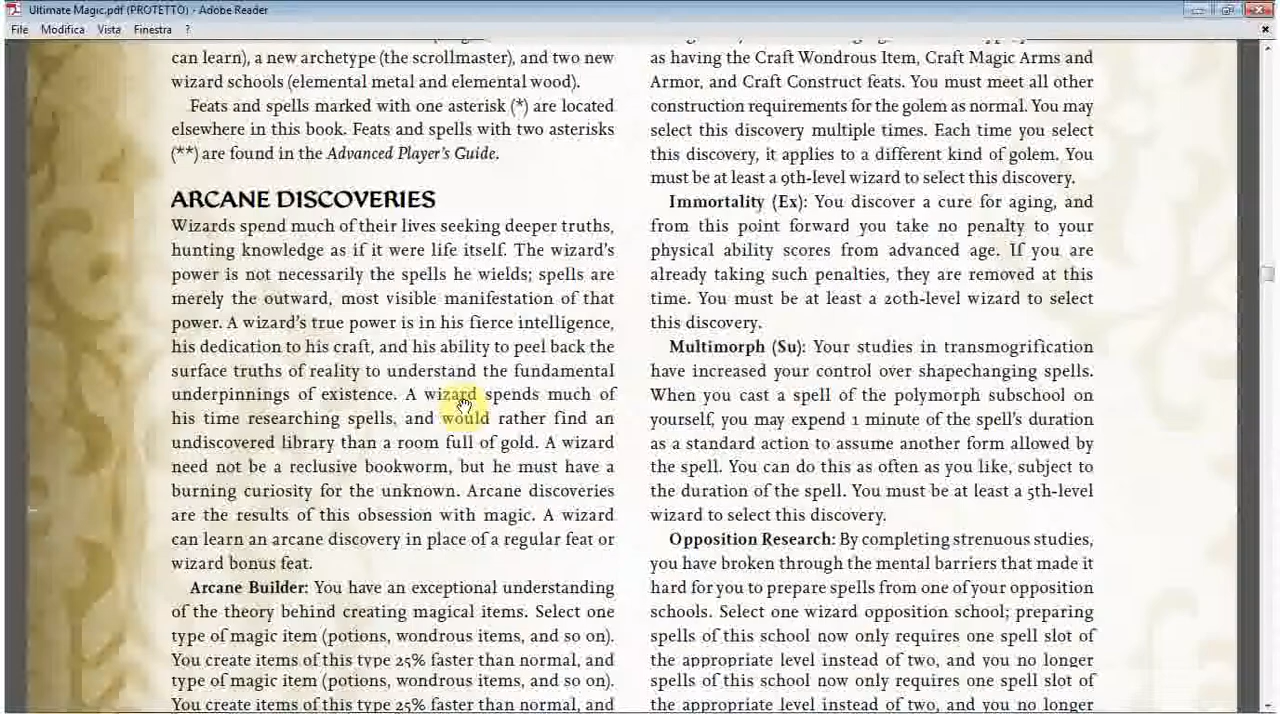 Ultimate Magic.pdf (PROTETTO) - Adobe Reader
File Modifica Vista Finestra ?
can learn), a new archetype (the scrollmaster), and two new
wizard schools (elemental metal and elemental wood).
Feats and spells marked with one asterisk (*) are located
elsewhere in this book. Feats and spells with two asterisks
(**) are found in the Advanced Player's Guide.
ARCANE DISCOVERIES
Wizards spend much of their lives seeking deeper truths,
hunting knowledge as if it were life itself. The wizard's
power is not necessarily the spells he wields; spells are
merely the outward, most visible manifestation of that
power. A wizard's true power is in his fierce intelligence,
his dedication to his craft, and his ability to peel back the
surface truths of reality to understand the fundamental
underpinnings of existence. A wizard spends much of
his time researching spells, and would rather find an
undiscovered library than a room full of gold. A wizard
need not be a reclusive bookworm, but he must have a
burning curiosity for the unknown. Arcane discoveries
are the results of this obsession with magic. A wizard
can learn an arcane discovery in place of a regular feat or
wizard bonus feat.
Arcane Builder: You have an exceptional understanding
of the theory behind creating magical items. Select one
type of magic item (potions, wondrous items, and so on).
You create items of this type 25% faster than normal, and
type of magic item (potions, wondrous items, and so on).
You create items of this type 25% faster than normal, and
as having the Craft Wondrous Item, Craft Magic Arms and
Armor, and Craft Construct feats. You must meet all other
construction requirements for the golem as normal. You may
select this discovery multiple times. Each time you select
this discovery, it applies to a different kind of golem. You
must be at least a 9th-level wizard to select this discovery.
Immortality (Ex): You discover a cure for aging, and
from this point forward you take no penalty to your
physical ability scores from advanced age. If you are
already taking such penalties, they are removed at this
time. You must be at least a 20th-level wizard to select
this discovery.
Multimorph (Su): Your studies in transmogrification
have increased your control over shapechanging spells.
When you cast a spell of the polymorph subschool on
yourself, you may expend 1 minute of the spell's duration
as a standard action to assume another form allowed by
the spell. You can do this as often as you like, subject to
the duration of the spell. You must be at least a 5th-level
wizard to select this discovery.
Opposition Research: By completing strenuous studies,
you have broken through the mental barriers that made it
hard for you to prepare spells from one of your opposition
schools. Select one wizard opposition school; preparing
spells of this school now only requires one spell slot of
the appropriate level instead of two, and you no longer
spells of this school now only requires one spell slot of
the appropriate level instead of two, and you no longer